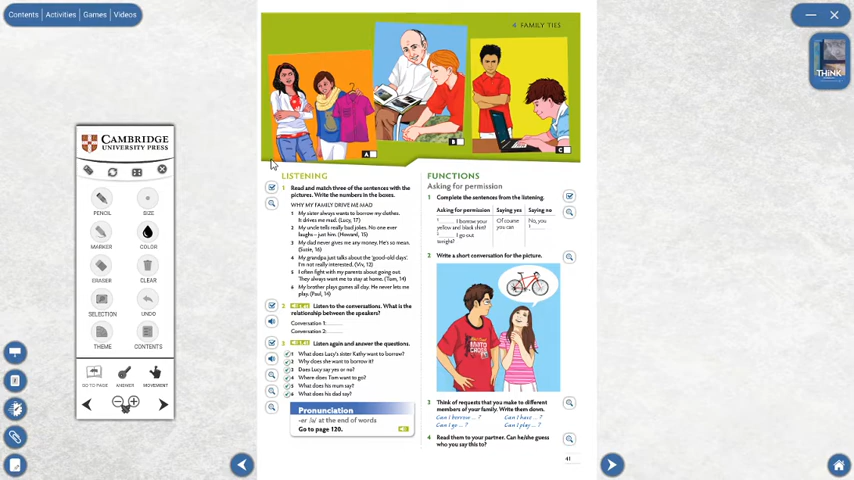 Contents | Activities | Games | Videos
4 FAMILY TIES
THiNK
A
B
C
CAMBRIDGE
UNIVERSITY PRESS
PENCIL
SIZE
MARKER
COLOR
ERASER
CLEAR
SELECTION
UNDO
THEME
CONTENTS
GO TO PAGE
ANSWER
MOVEMENT
LISTENING
1 Read and match three of the sentences with the
pictures. Write the numbers in the boxes.
WHY MY FAMILY DRIVE ME MAD
1 My sister always wants to borrow my clothes.
It drives me mad. (Lucy, 17)
2 My uncle tells really bad jokes. No one ever
laughs – just him. (Howard, 15)
3 My dad never gives me any money. He's so mean.
(Susie, 16)
4 My grandpa just talks about the 'good-old days'.
I'm not really interested. (Viv, 12)
5 I often fight with my parents about going out.
They always want me to stay at home. (Tom, 14)
6 My brother plays games all day. He never lets me
play. (Paul, 14)
2 Listen to the conversations. What is the
relationship between the speakers?
Conversation 1:
Conversation 2:
3 Listen again and answer the questions.
1 What does Lucy's sister Kathy want to borrow?
2 Why does she want to borrow it?
3 Does Lucy say yes or no?
4 Where does Tom want to go?
5 What does his mum say?
6 What does his dad say?
Pronunciation
-er /ə/ at the end of words
Go to page 120.
FUNCTIONS
Asking for permission
1 Complete the sentences from the listening.
Asking for permission Saying yes Saying no
1 I borrow your
yellow and black shirt?
I go out
tonight?
Of course
you can
No, you
2 Write a short conversation for the picture.
3 Think of requests that you make to different
members of your family. Write them down.
Can I borrow ... ? Can I have ... ?
Can I go ... ? Can I play ... ?
4 Read them to your partner. Can he/she guess
who you say this to?
41